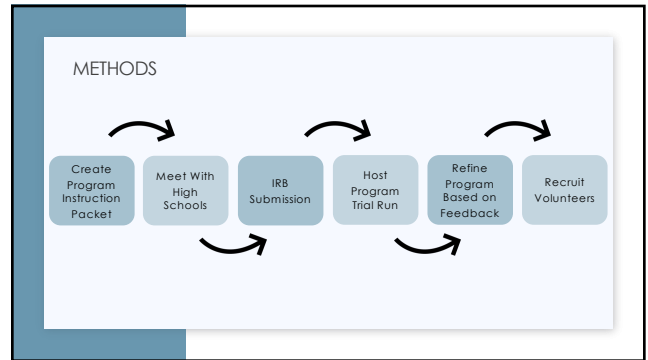 METHODS
Create
Program
Instruction
Packet
Meet With
High
Schools
IRB
Submission
Host
Program
Trial Run
Refine
Program
Based on
Feedback
Recruit
Volunteers